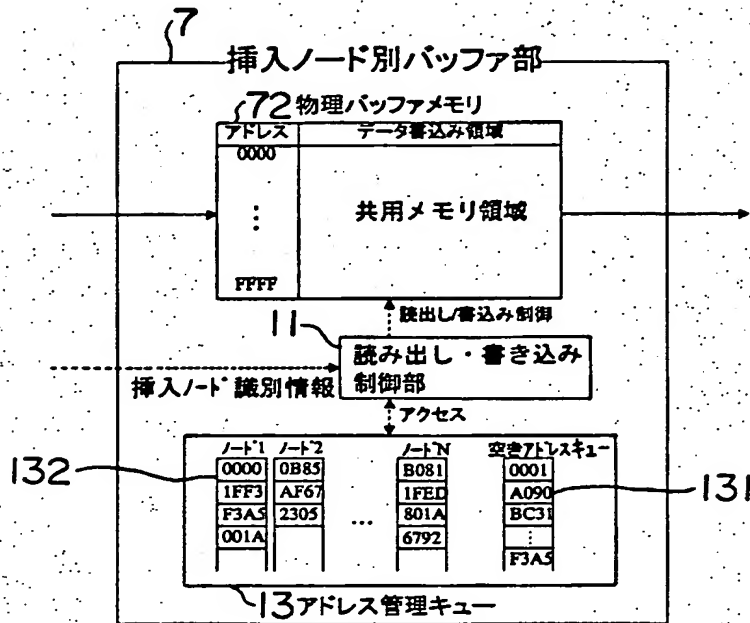 7
挿入ノード別バッファ部
72 物理バッファメモリ
アドレス データ書込み領域
0000
⋮ 共用メモリ領域
FFFF
読出し/書込み制御
11
読み出し・書き込み
制御部
挿入ノード識別情報
アクセス
ノード1 ノード2 ノードN 空きアドレスキュー
132 0000 0B85 B081 0001
1FF3 AF67 1FED A090 131
F3A5 2305 … 801A BC31
001A 6792 ⋮
F3A5
13 アドレス管理キュー